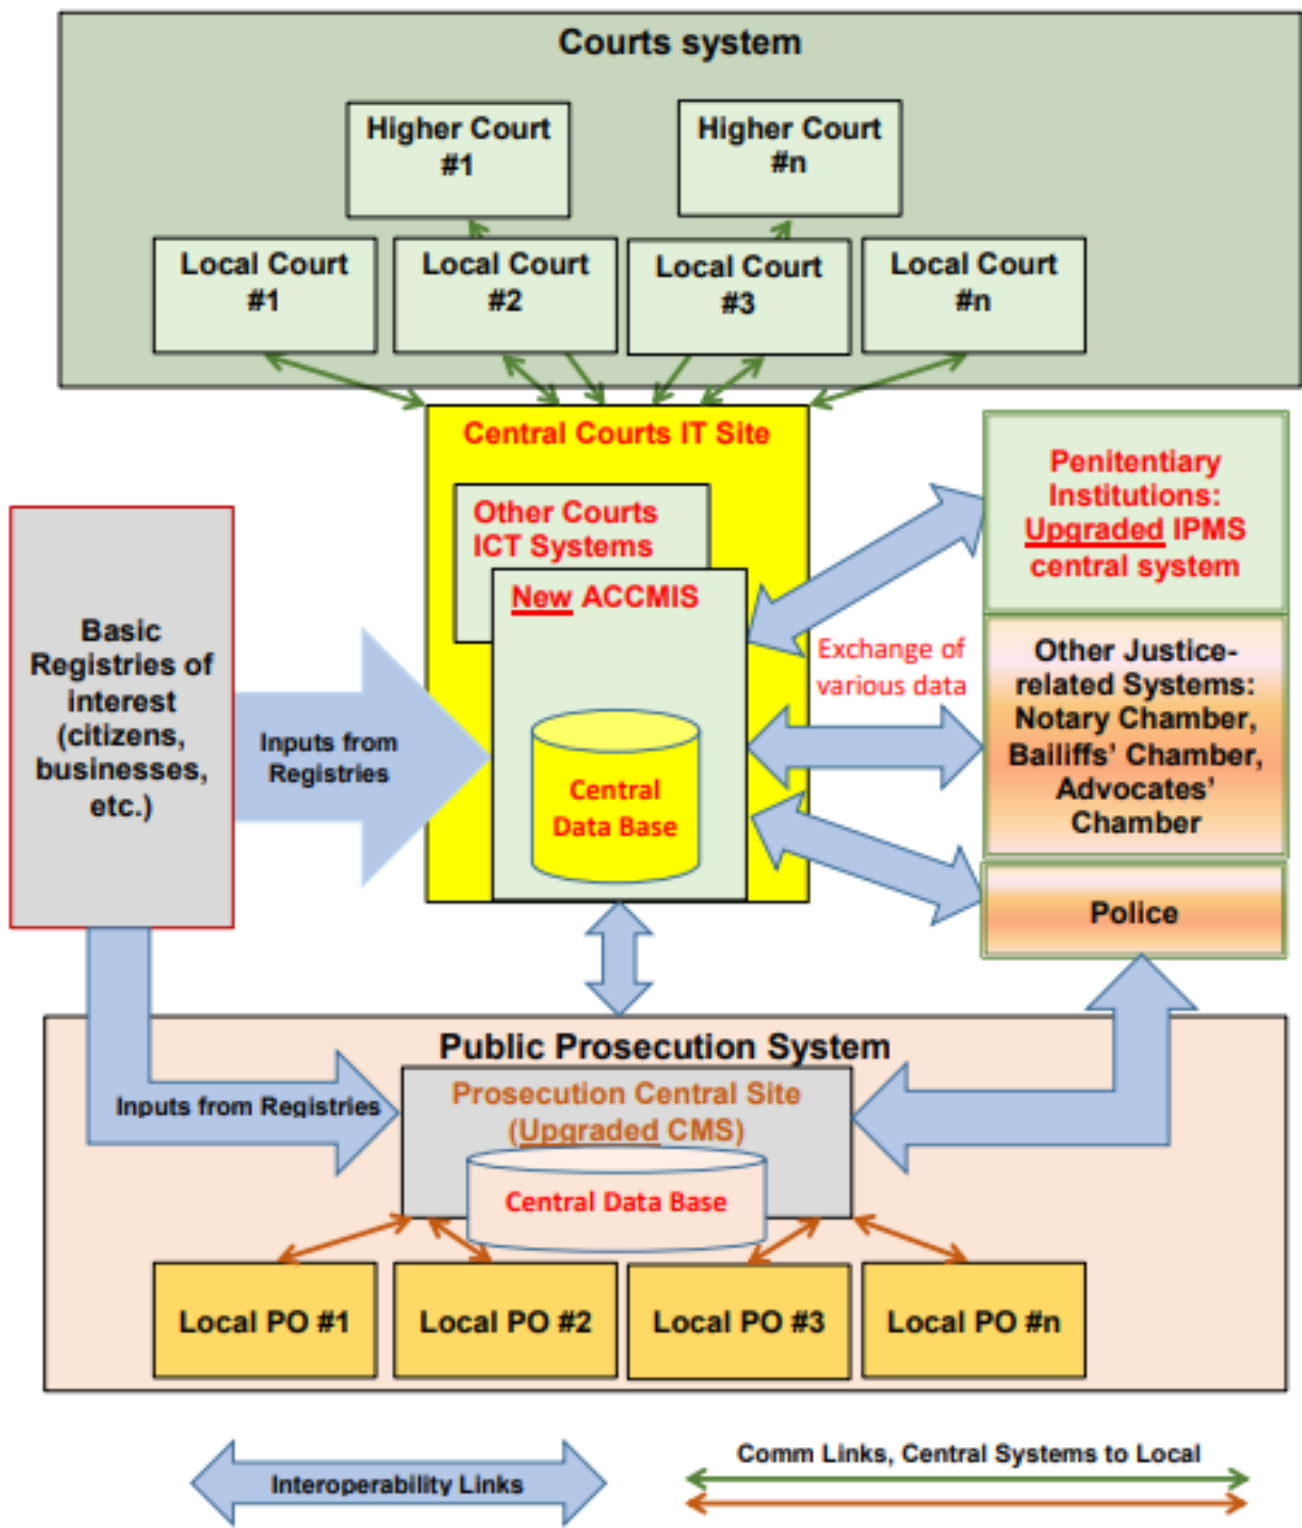 Courts system
Higher Court
#1
Higher Court
#n
Local Court
#1
Local Court
#2
Local Court
#3
Local Court
#n
Central Courts IT Site
Other Courts
ICT Systems
New ACCMIS
Central
Data Base
Basic
Registries of
interest
(citizens,
businesses,
etc.)
Inputs from
Registries
Exchange of
various data
Penitentiary
Institutions:
Upgraded IPMS
central system
Other Justice-
related Systems:
Notary Chamber,
Bailiffs' Chamber,
Advocates'
Chamber
Police
Public Prosecution System
Prosecution Central Site
(Upgraded CMS)
Central Data Base
Inputs from Registries
Local PO #1
Local PO #2
Local PO #3
Local PO #n
Interoperability Links
Comm Links, Central Systems to Local